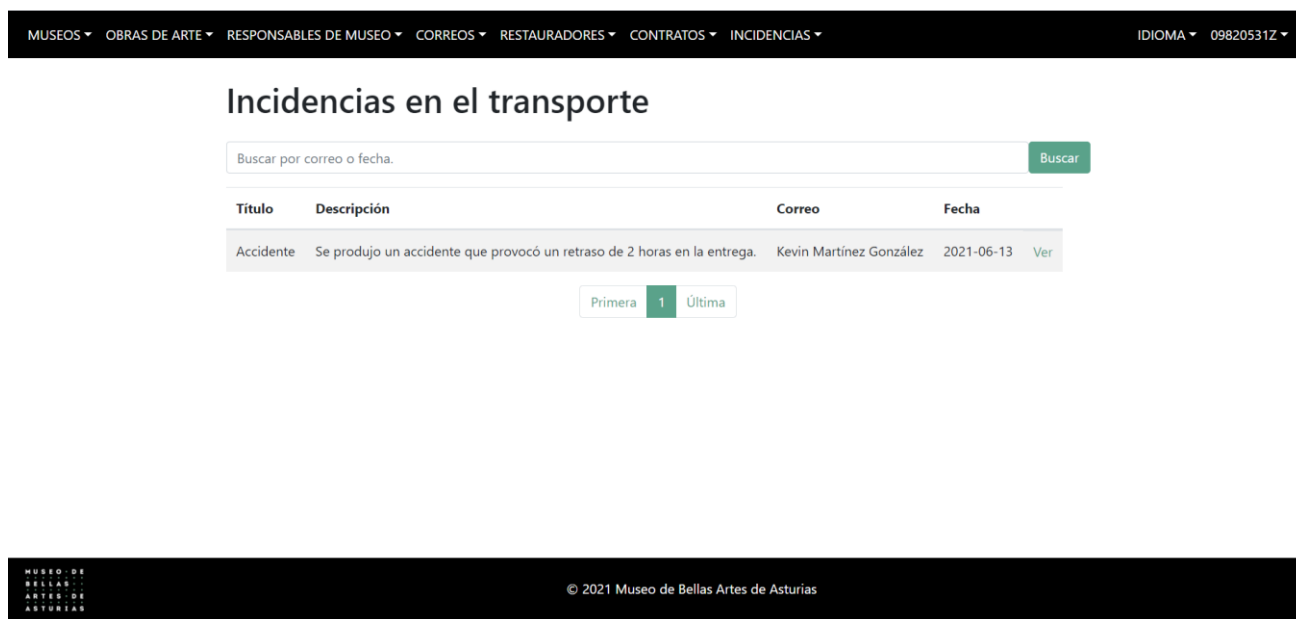 MUSEOS OBRAS DE ARTE RESPONSABLES DE MUSEO CORREOS RESTAURADORES CONTRATOS INCIDENCIAS IDIOMA 09820531Z
Incidencias en el transporte
Buscar por correo o fecha. Buscar
Título Descripción Correo Fecha
Accidente Se produjo un accidente que provocó un retraso de 2 horas en la entrega. Kevin Martínez González 2021-06-13 Ver
Primera 1 Última
MUSEO·DE
BELLAS
ARTES·DE
ASTURIAS
© 2021 Museo de Bellas Artes de Asturias